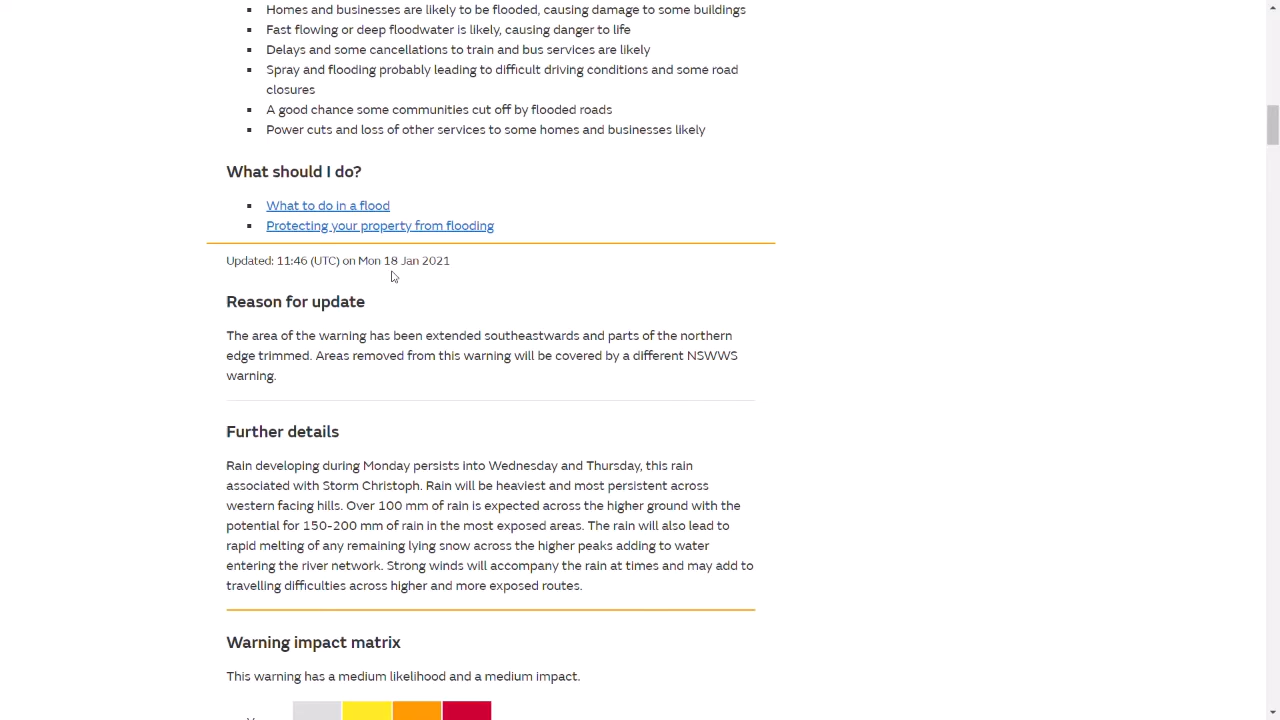 Homes and businesses are likely to be flooded, causing damage to some buildings
Fast flowing or deep floodwater is likely, causing danger to life
Delays and some cancellations to train and bus services are likely
Spray and flooding probably leading to difficult driving conditions and some road
closures
A good chance some communities cut off by flooded roads
Power cuts and loss of other services to some homes and businesses likely
What should I do?
What to do in a flood
Protecting your property from flooding
Updated: 11:46 (UTC) on Mon 18 Jan 2021
Reason for update
The area of the warning has been extended southeastwards and parts of the northern
edge trimmed. Areas removed from this warning will be covered by a different NSWWS
warning.
Further details
Rain developing during Monday persists into Wednesday and Thursday, this rain
associated with Storm Christoph. Rain will be heaviest and most persistent across
western facing hills. Over 100 mm of rain is expected across the higher ground with the
potential for 150-200 mm of rain in the most exposed areas. The rain will also lead to
rapid melting of any remaining lying snow across the higher peaks adding to water
entering the river network. Strong winds will accompany the rain at times and may add to
travelling difficulties across higher and more exposed routes.
Warning impact matrix
This warning has a medium likelihood and a medium impact.